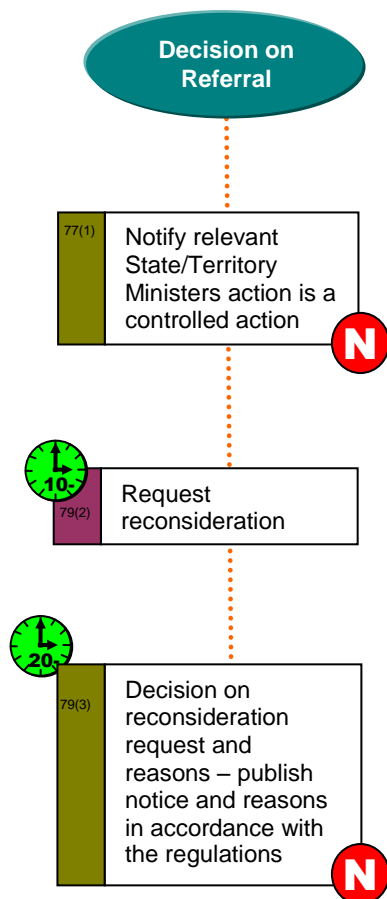 Decision on
Referral
77(1)
Notify relevant
State/Territory
Ministers action is a
controlled action
N
10-
79(2)
Request
reconsideration
20-
79(3)
Decision on
reconsideration
request and
reasons – publish
notice and reasons
in accordance with
the regulations
N